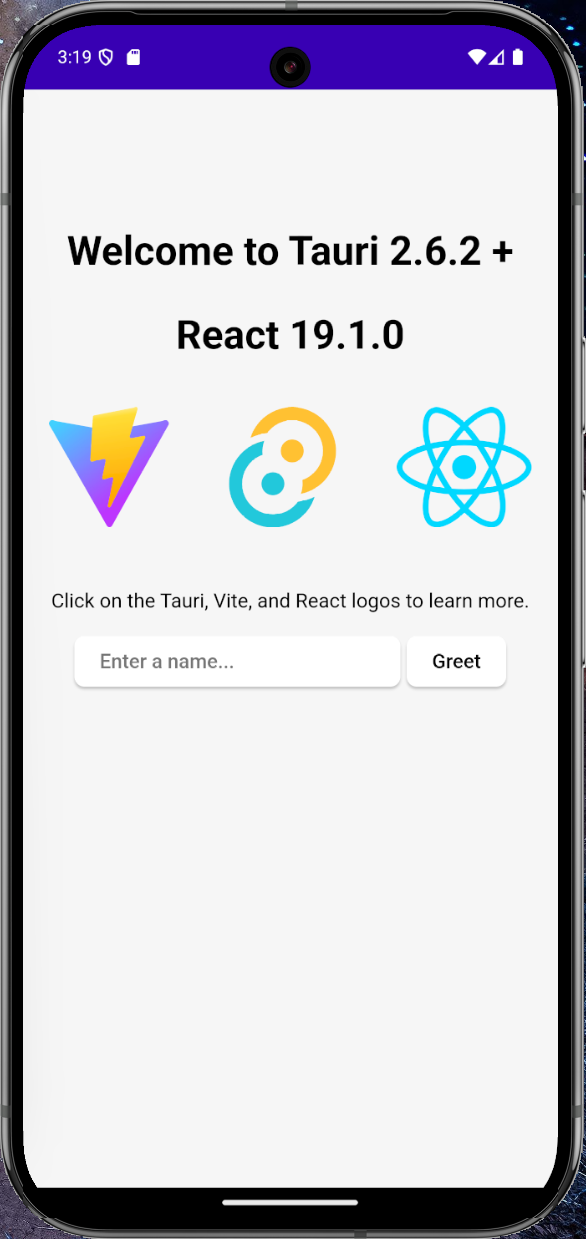 3:19
Welcome to Tauri 2.6.2 +
React 19.1.0
Click on the Tauri, Vite, and React logos to learn more.
Enter a name...
Greet